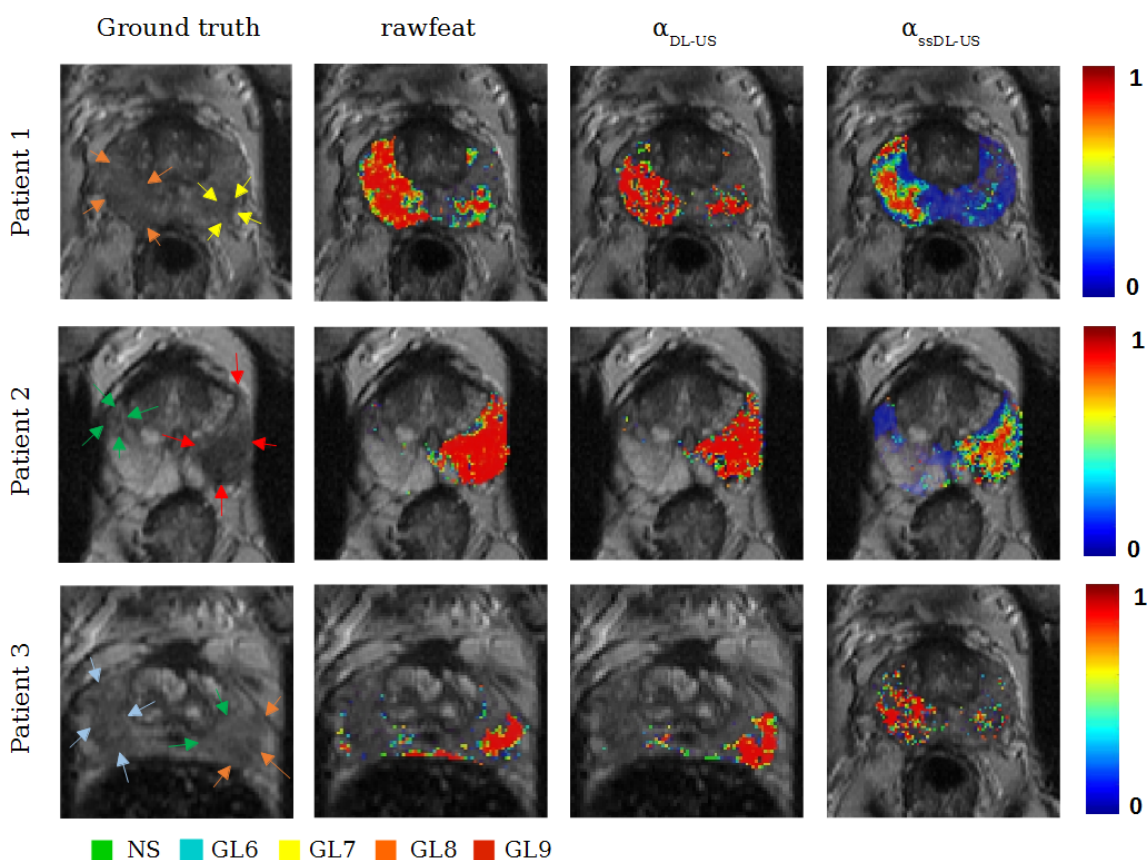 Ground truth rawfeat α_DL-US α_ssDL-US
Patient 1
1
0
Patient 2
1
0
Patient 3
1
0
NS GL6 GL7 GL8 GL9